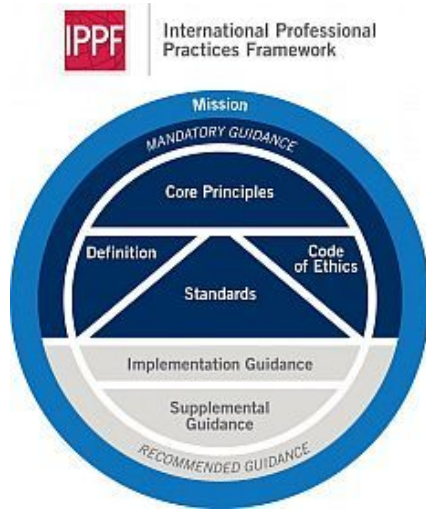 IPPF
International Professional
Practices Framework
Mission
MANDATORY GUIDANCE
Core Principles
Definition
Code
of Ethics
Standards
Implementation Guidance
Supplemental
Guidance
RECOMMENDED GUIDANCE